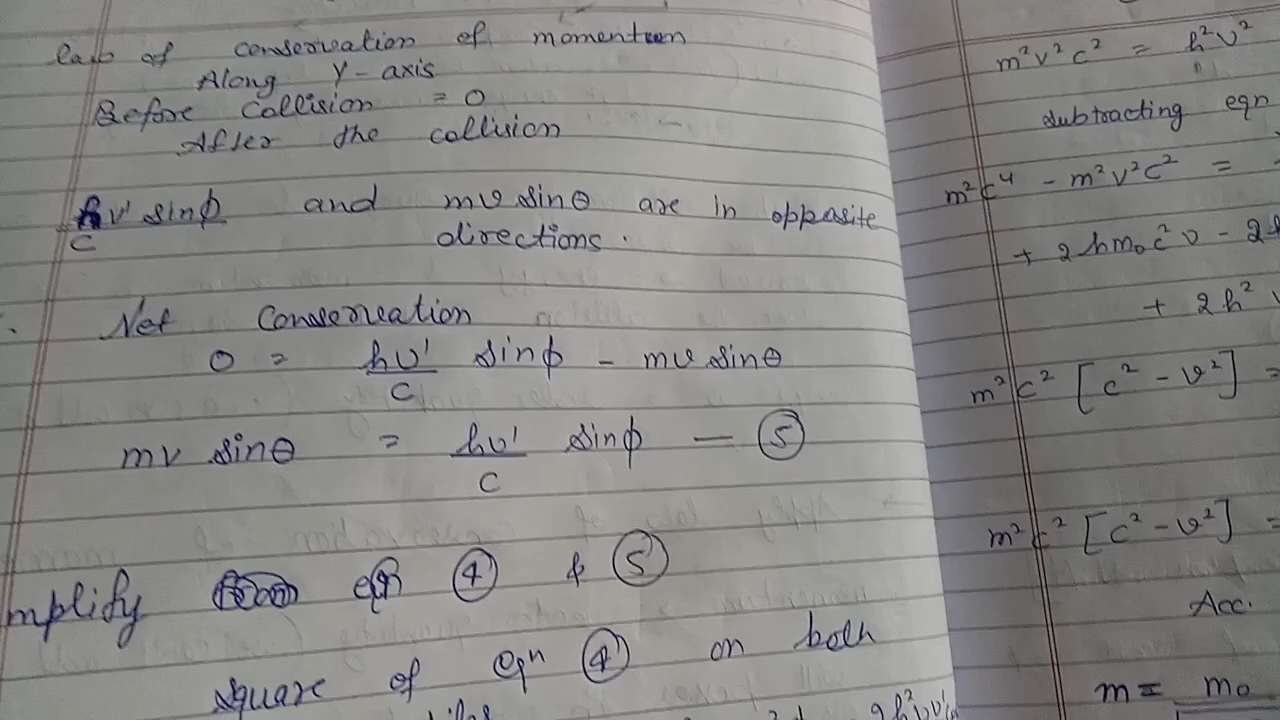 law of conservation of momentum
Along Y-axis
Before Collision = 0
After the collision
hν' sinϕ and mv sinθ are in opposite
C
directions.
∴ Net Conservation
0 = hν' sinϕ - mv sinθ
C
mv sinθ = hν' sinϕ — ⑤
C
mplify eqn ④ & ⑤
square of eqn ④ on both
m²v²c² = h²ν²
subtracting eqn
m²c⁴ - m²v²c² =
+ 2hm₀c²ν - 2
+ 2h²
m²c² [c² - v²] =
m²c² [c² - v²] =
Acc.
m = m₀